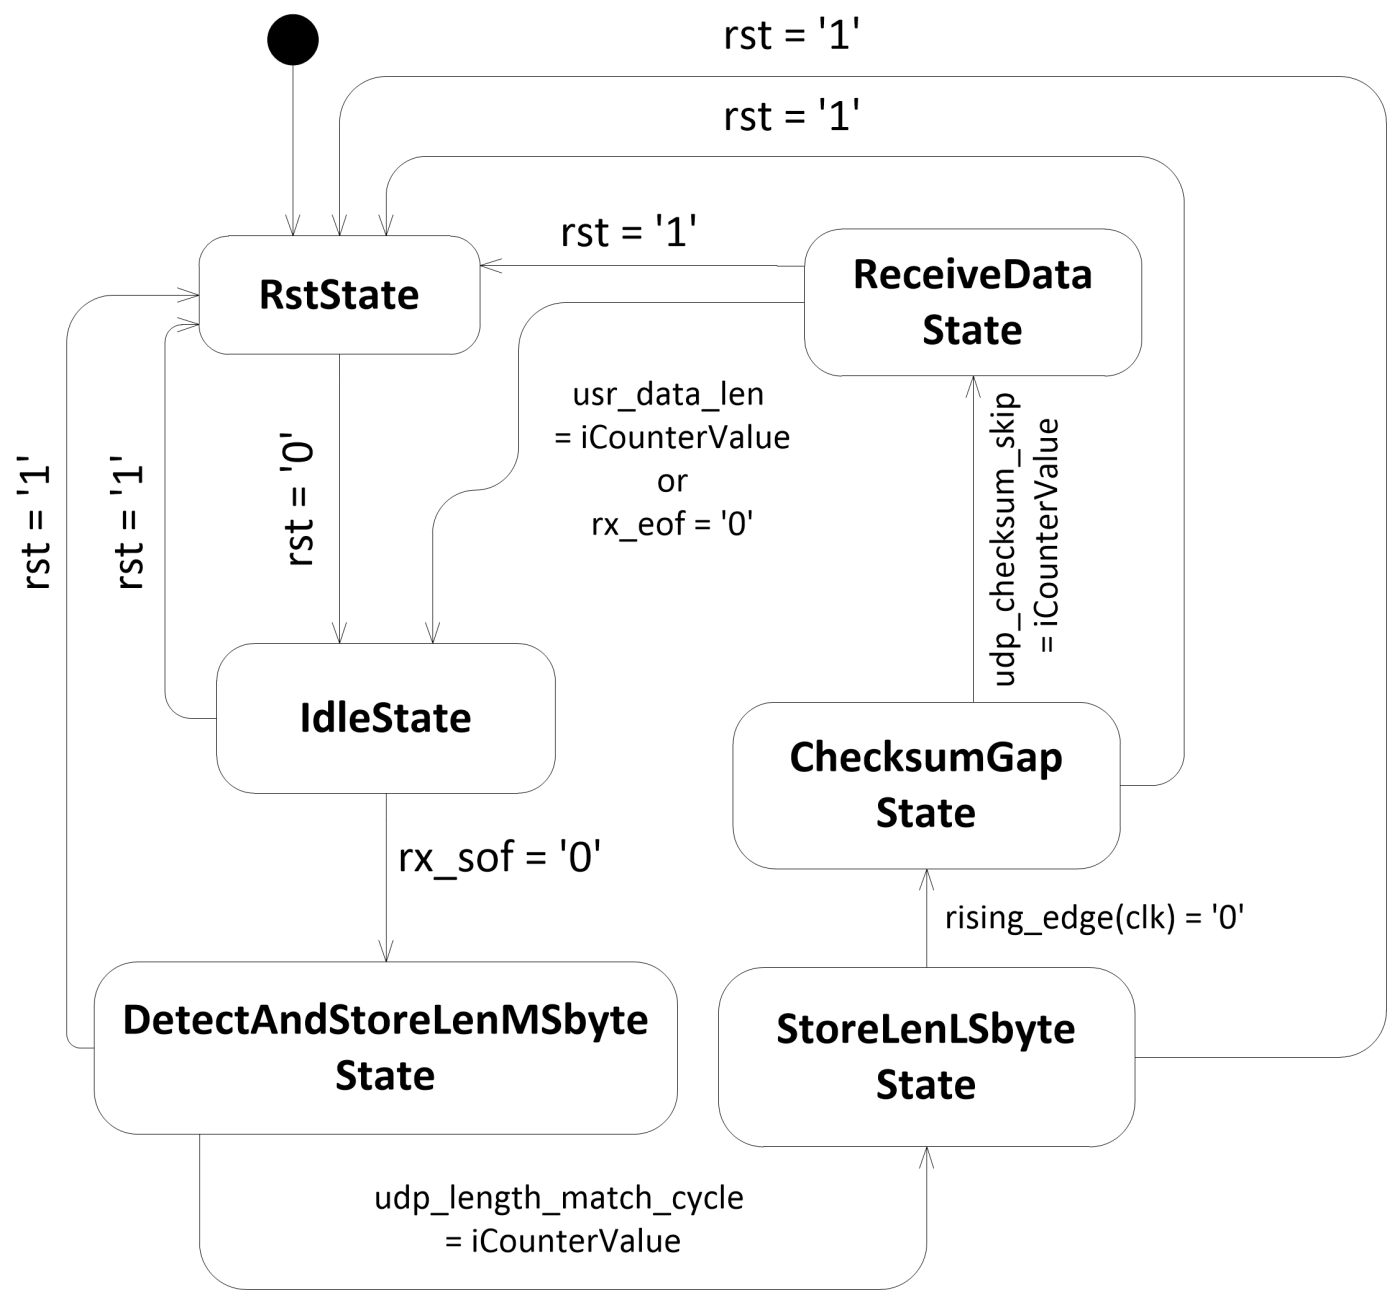 rst = '1'
rst = '1'
rst = '1'
RstState
ReceiveData
State
usr_data_len
= iCounterValue
or
rx_eof = '0'
rst = '1'
rst = '1'
rst = '0'
udp_checksum_skip
= iCounterValue
IdleState
ChecksumGap
State
rx_sof = '0'
rising_edge(clk) = '0'
DetectAndStoreLenMSbyte
State
StoreLenLSbyte
State
udp_length_match_cycle
= iCounterValue